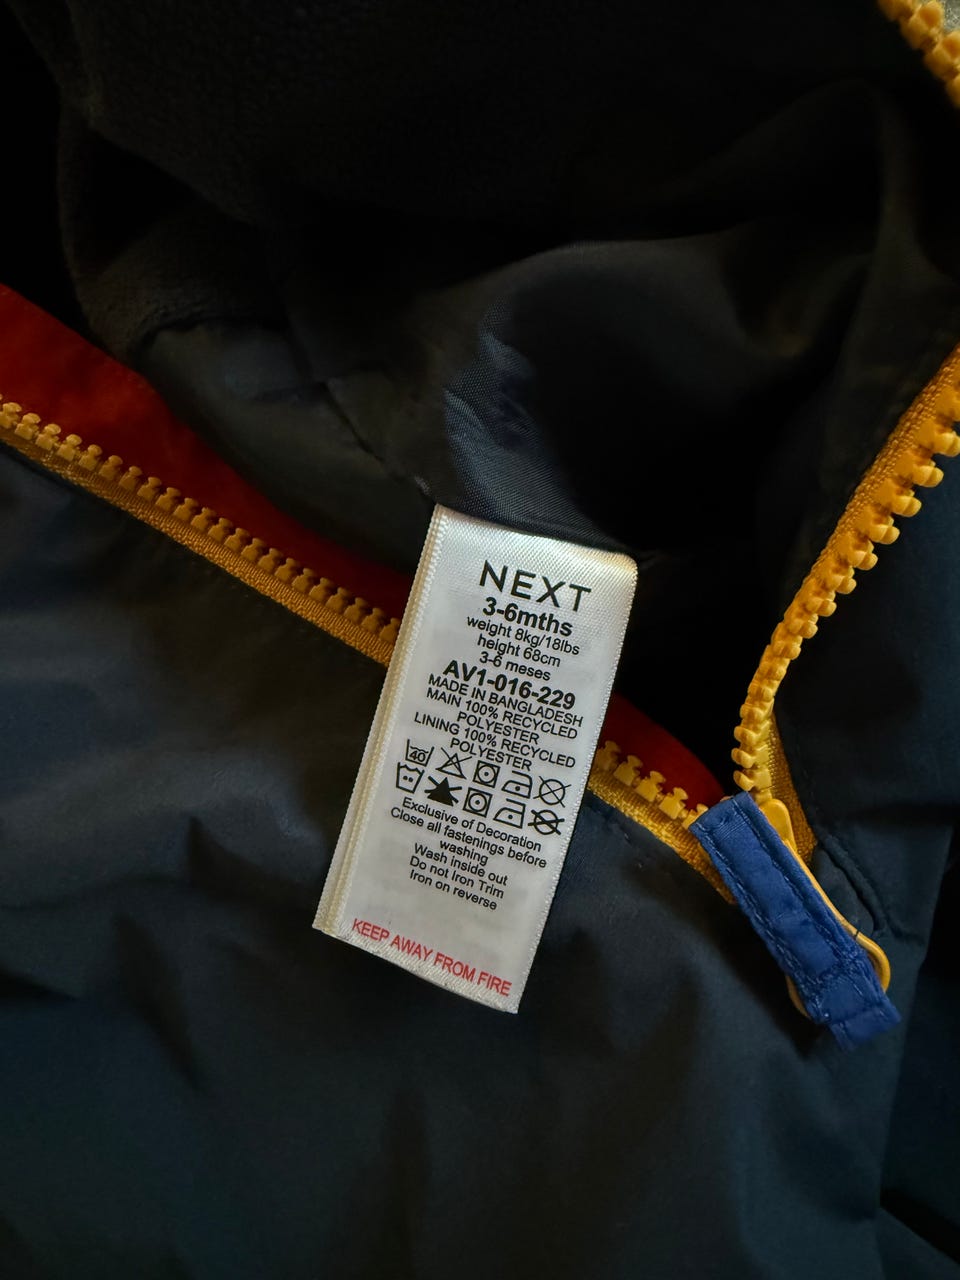 NEXT
3-6mths
weight 8kg/18lbs
height 68cm
3-6 meses
AV1-016-229
MADE IN BANGLADESH
MAIN 100% RECYCLED
POLYESTER
LINING 100% RECYCLED
POLYESTER
40
Exclusive of Decoration
Close all fastenings before
washing
Wash inside out
Do not Iron Trim
Iron on reverse
KEEP AWAY FROM FIRE